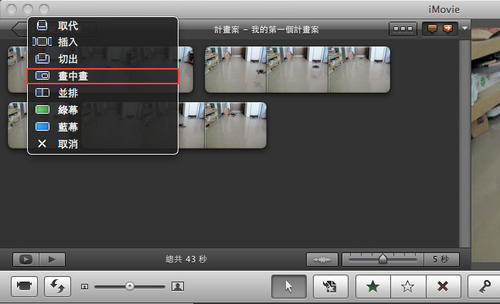 iMovie
計畫案 - 我的第一個計畫案
取代
插入
切出
畫中畫
並排
綠幕
藍幕
取消
總共 43 秒
5 秒